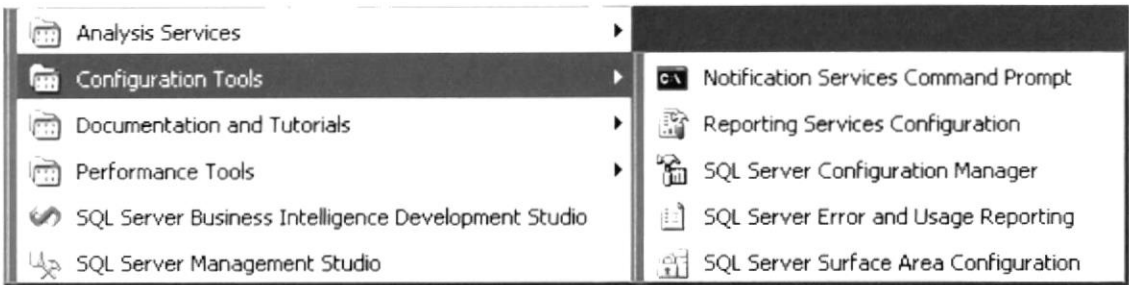 Analysis Services
Configuration Tools
Documentation and Tutorials
Performance Tools
SQL Server Business Intelligence Development Studio
SQL Server Management Studio
Notification Services Command Prompt
Reporting Services Configuration
SQL Server Configuration Manager
SQL Server Error and Usage Reporting
SQL Server Surface Area Configuration